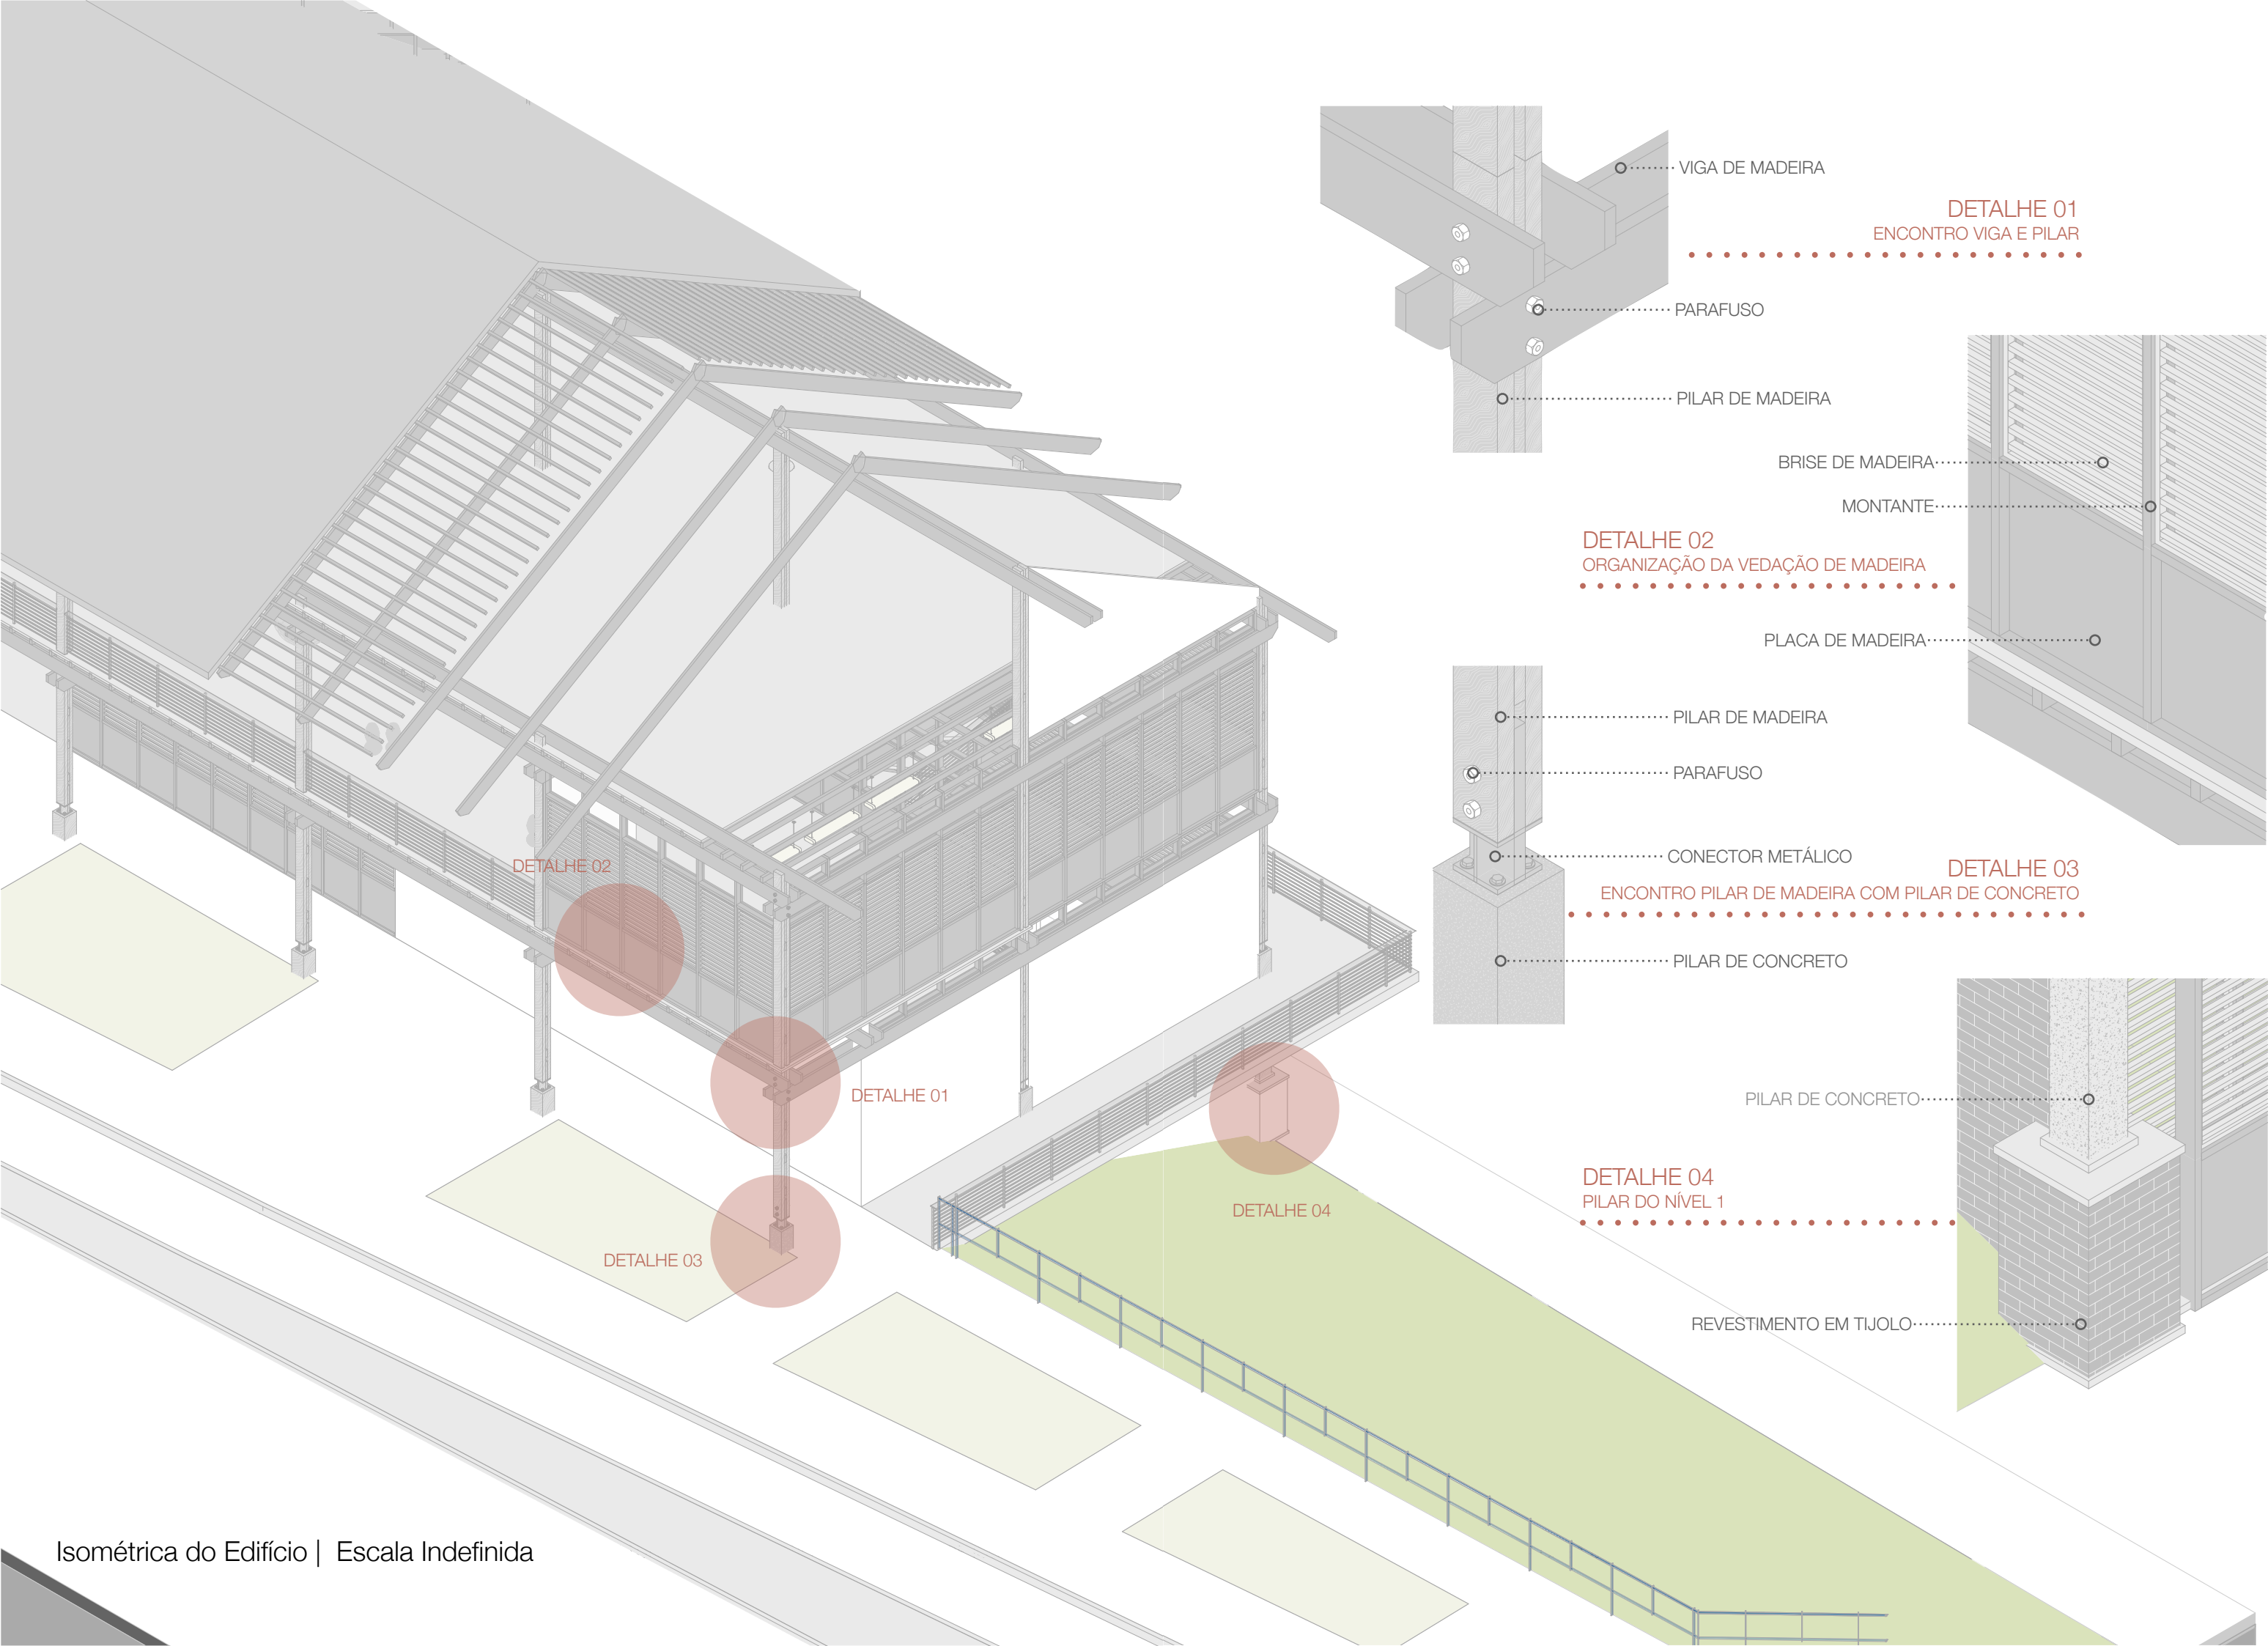 VIGA DE MADEIRA
DETALHE 01
ENCONTRO VIGA E PILAR
PARAFUSO
PILAR DE MADEIRA
BRISE DE MADEIRA
MONTANTE
DETALHE 02
ORGANIZAÇÃO DA VEDAÇÃO DE MADEIRA
PLACA DE MADEIRA
PILAR DE MADEIRA
PARAFUSO
CONECTOR METÁLICO
DETALHE 03
ENCONTRO PILAR DE MADEIRA COM PILAR DE CONCRETO
PILAR DE CONCRETO
PILAR DE CONCRETO
DETALHE 04
PILAR DO NÍVEL 1
REVESTIMENTO EM TIJOLO
DETALHE 02
DETALHE 01
DETALHE 04
DETALHE 03
Isométrica do Edifício | Escala Indefinida